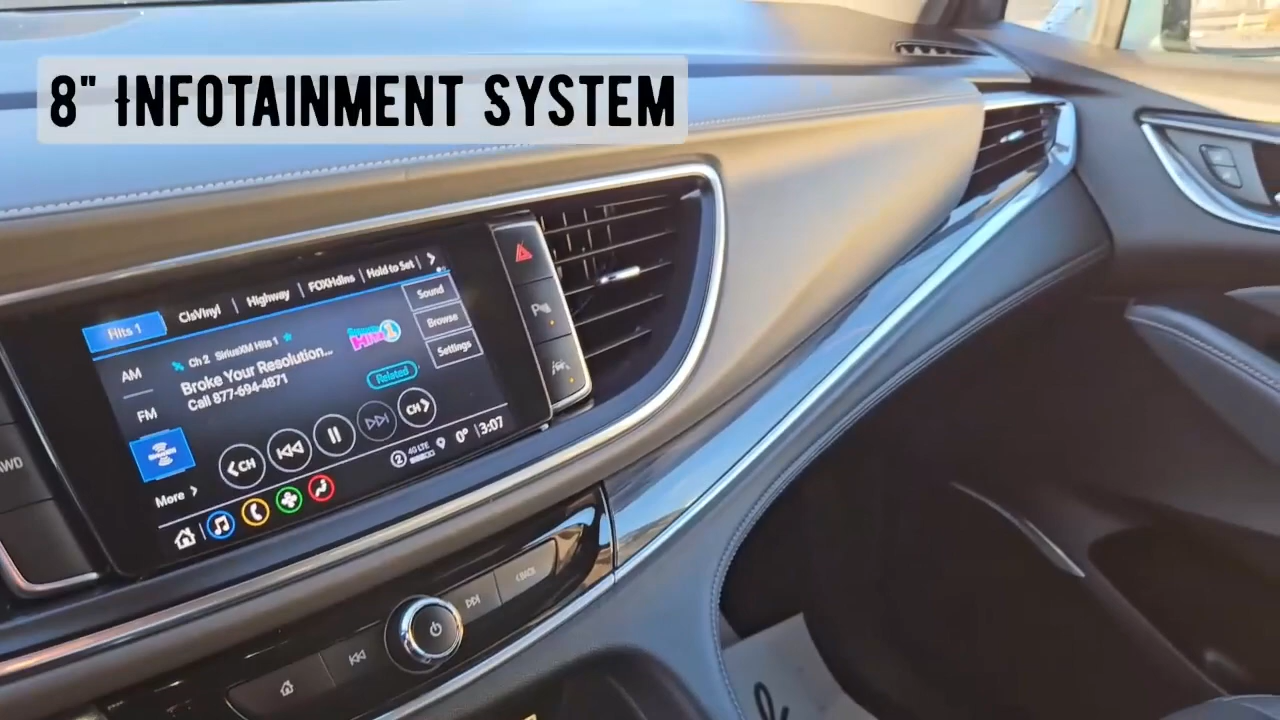 8" Infotainment System
Hits 1 | ClsVinyl | Highway | FOXHdlns | Hold to Set
AM
Ch 2 SiriusXM Hits 1
Broke Your Resolution...
Call 877-694-4871
Sound
Browse
Settings
Related
FM
CH
CH
More
2 4G LTE 0° 3:07
AWD
BACK